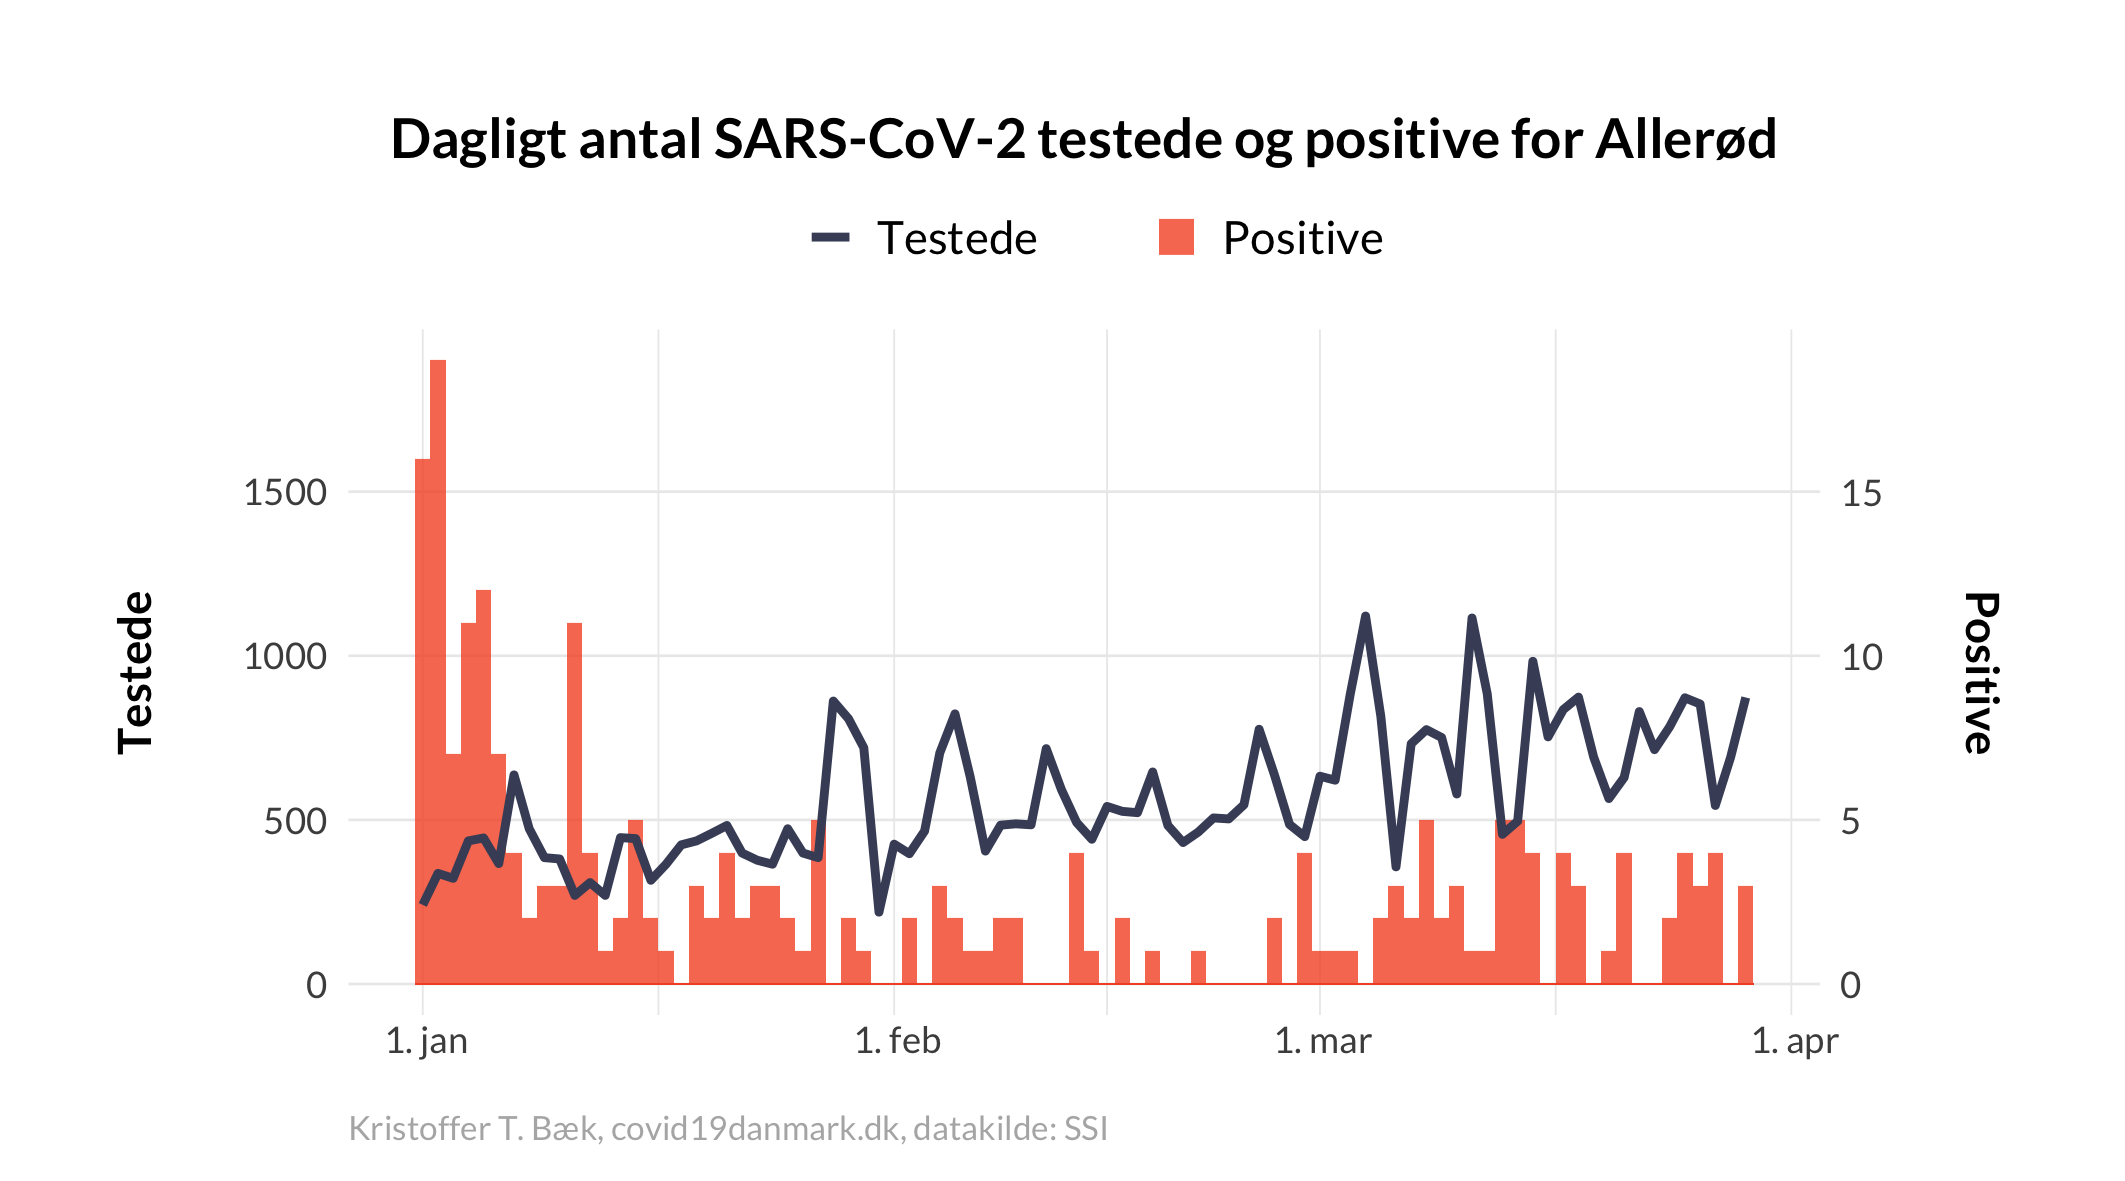 Dagligt antal SARS-CoV-2 testede og positive for Allerød
Testede
Positive
Testede
1500
1000
500
0
15
10
5
0
Positive
1. jan
1. feb
1. mar
1. apr
Kristoffer T. Bæk, covid19danmark.dk, datakilde: SSI